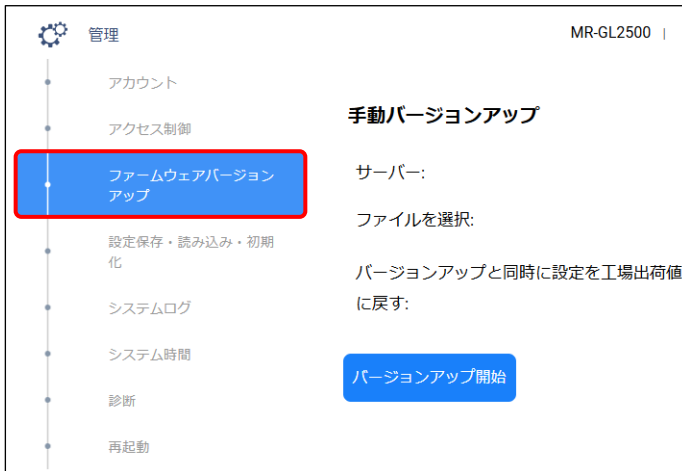 管理
MR-GL2500 |
アカウント
アクセス制御
ファームウェアバージョン
アップ
設定保存・読み込み・初期
化
システムログ
システム時間
診断
再起動
手動バージョンアップ
サーバー:
ファイルを選択:
バージョンアップと同時に設定を工場出荷値
に戻す:
バージョンアップ開始